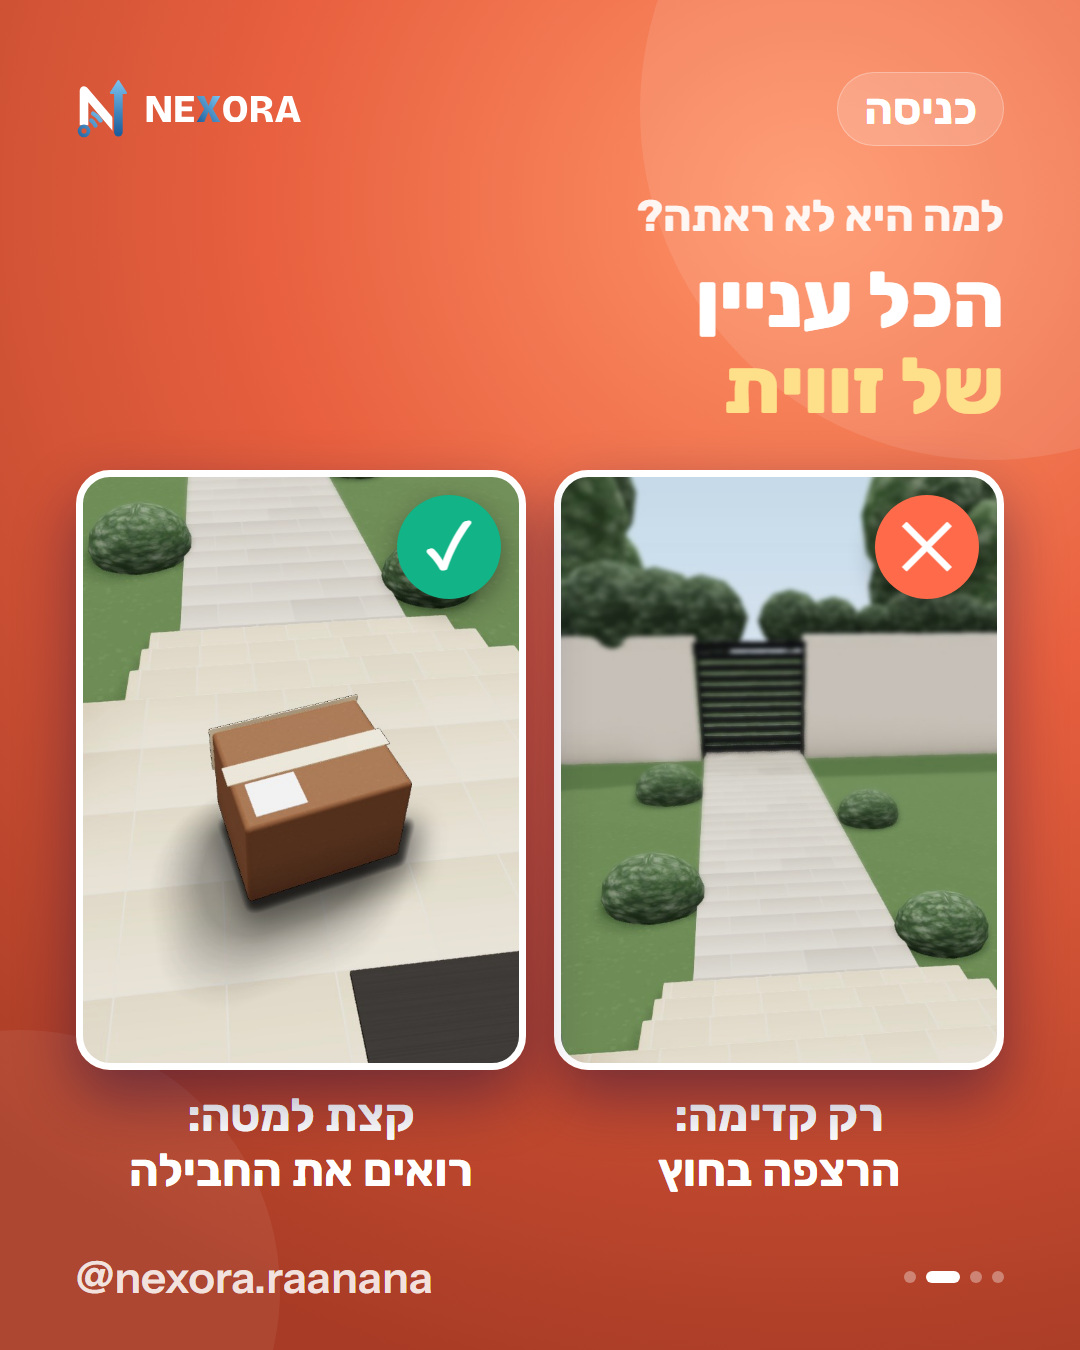 NEXORA
כניסה
למה היא לא ראתה?
הכל עניין
של זווית
רק קדימה:
הרצפה בחוץ
קצת למטה:
רואים את החבילה
@nexora.raanana